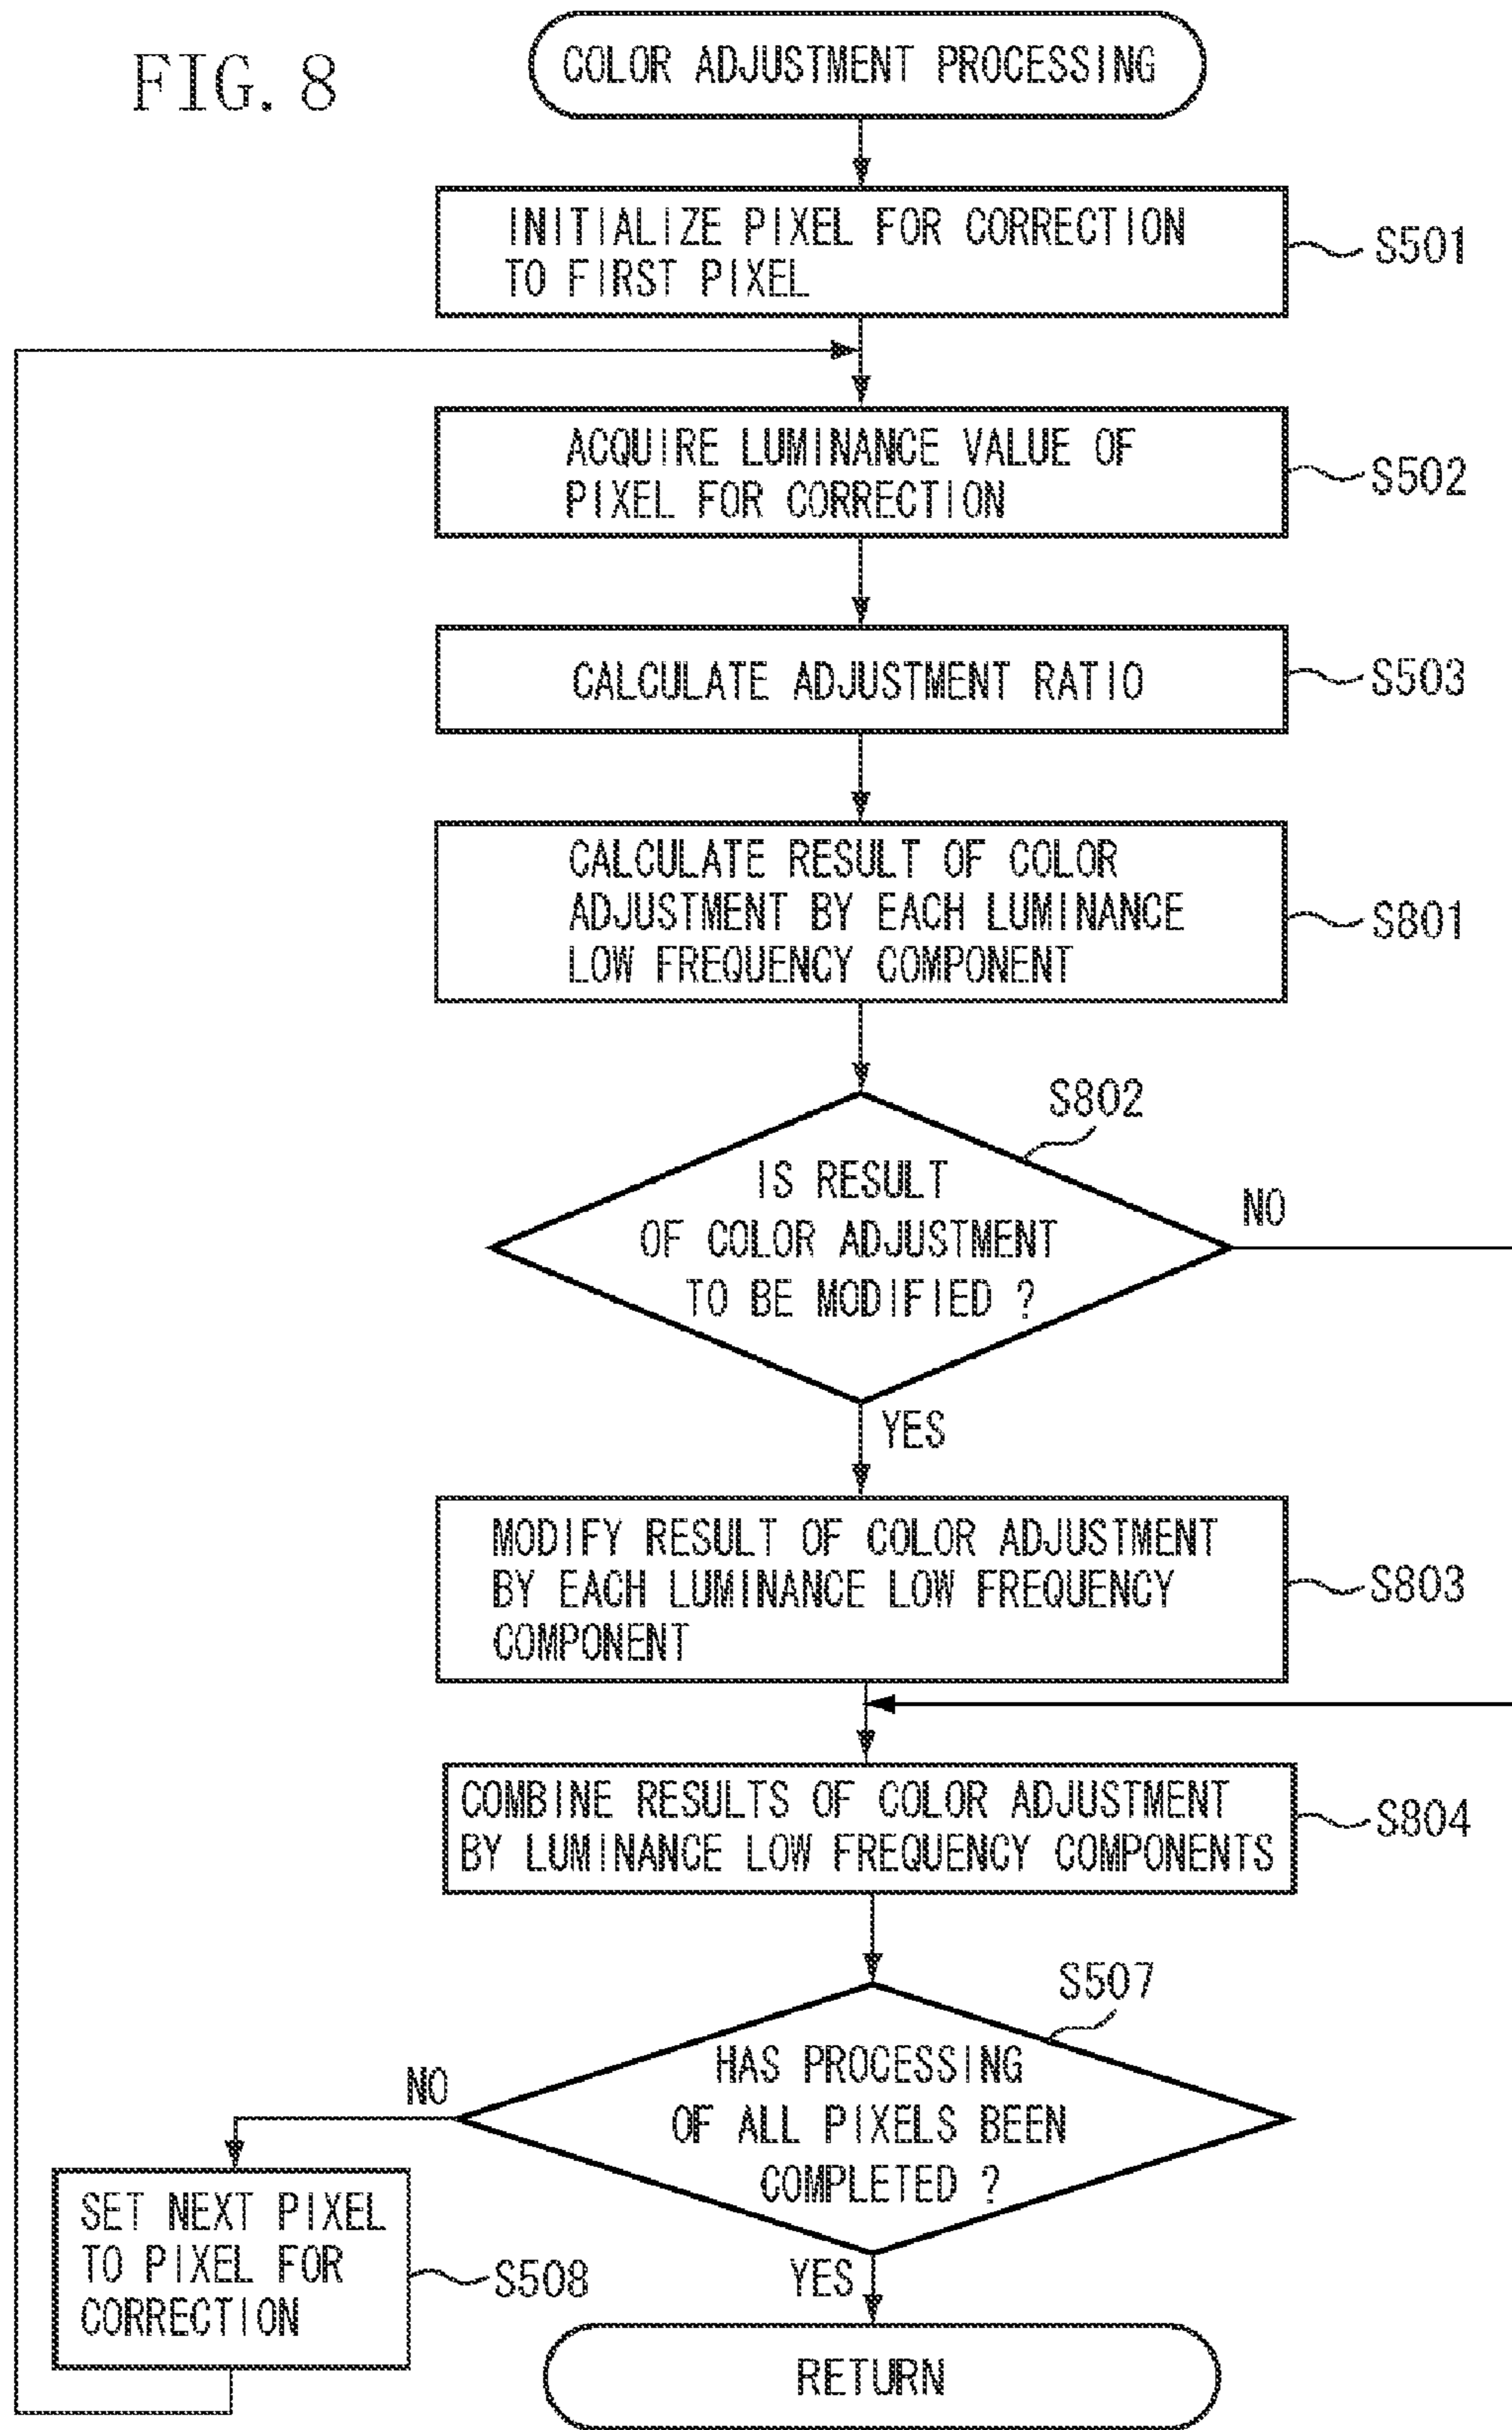 FIG. 8
COLOR ADJUSTMENT PROCESSING
INITIALIZE PIXEL FOR CORRECTION
TO FIRST PIXEL
S501
ACQUIRE LUMINANCE VALUE OF
PIXEL FOR CORRECTION
S502
CALCULATE ADJUSTMENT RATIO
S503
CALCULATE RESULT OF COLOR
ADJUSTMENT BY EACH LUMINANCE
LOW FREQUENCY COMPONENT
S801
S802
IS RESULT
OF COLOR ADJUSTMENT
TO BE MODIFIED ?
NO
YES
MODIFY RESULT OF COLOR ADJUSTMENT
BY EACH LUMINANCE LOW FREQUENCY
COMPONENT
S803
COMBINE RESULTS OF COLOR ADJUSTMENT
BY LUMINANCE LOW FREQUENCY COMPONENTS
S804
S507
HAS PROCESSING
OF ALL PIXELS BEEN
COMPLETED ?
NO
SET NEXT PIXEL
TO PIXEL FOR
CORRECTION
S508
YES
RETURN